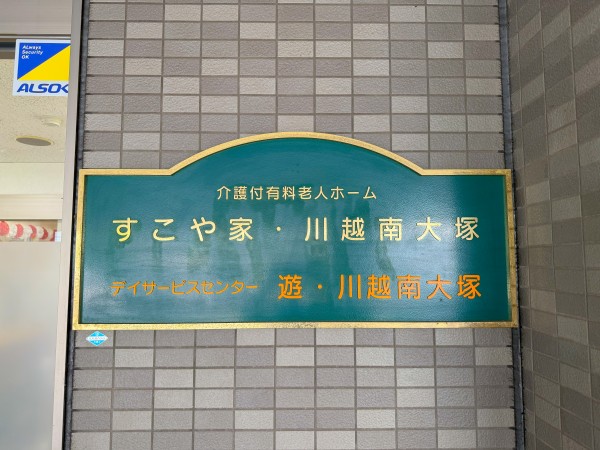 ALways
Security
OK
ALSOK
介護付有料老人ホーム
すこや家・川越南大塚
デイサービスセンター 遊・川越南大塚